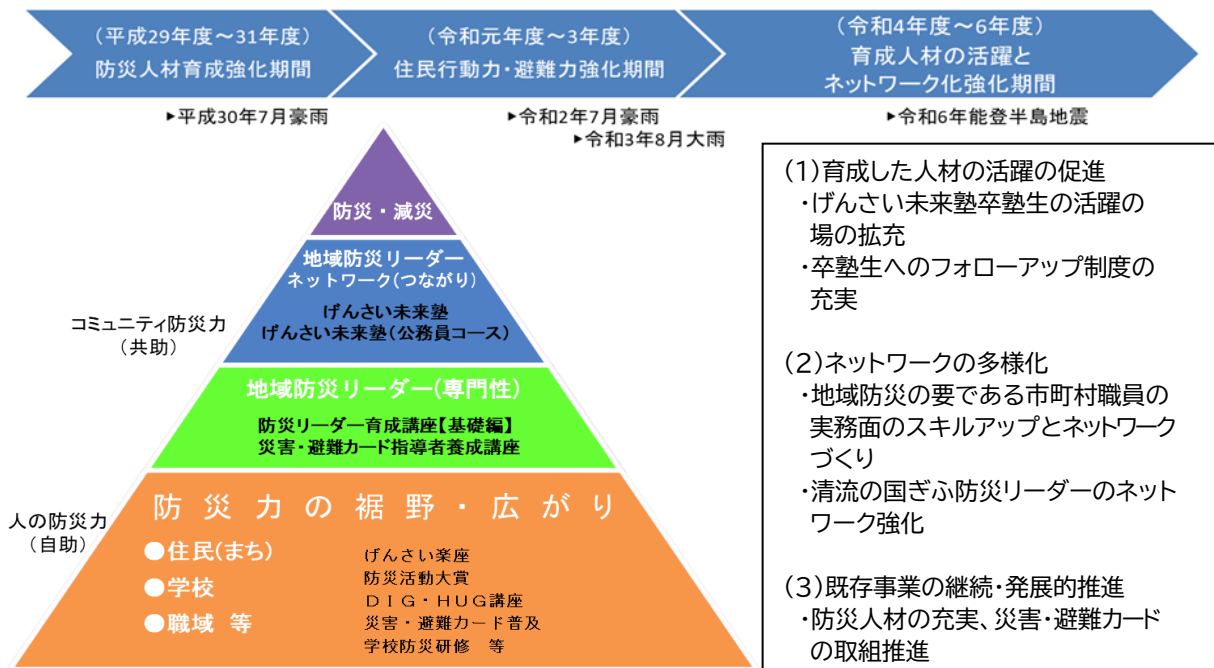 (平成29年度～31年度)
防災人材育成強化期間
(令和元年度～3年度)
住民行動力・避難力強化期間
(令和4年度～6年度)
育成人材の活躍と
ネットワーク化強化期間
▶平成30年7月豪雨
▶令和2年7月豪雨
▶令和3年8月大雨
▶令和6年能登半島地震
防災・減災
地域防災リーダー
ネットワーク(つながり)
げんさい未来塾
げんさい未来塾(公務員コース)
コミュニティ防災力
(共助)
地域防災リーダー(専門性)
防災リーダー育成講座【基礎編】
災害・避難カード指導者養成講座
人の防災力
(自助)
防災力の裾野・広がり
●住民(まち)
●学校
●職域 等
げんさい楽座
防災活動大賞
DIG・HUG講座
災害・避難カード普及
学校防災研修 等
(1)育成した人材の活躍の促進
・げんさい未来塾卒塾生の活躍の
場の拡充
・卒塾生へのフォローアップ制度の
充実
(2)ネットワークの多様化
・地域防災の要である市町村職員の
実務面のスキルアップとネットワーク
づくり
・清流の国ぎふ防災リーダーのネット
ワーク強化
(3)既存事業の継続・発展的推進
・防災人材の充実、災害・避難カード
の取組推進